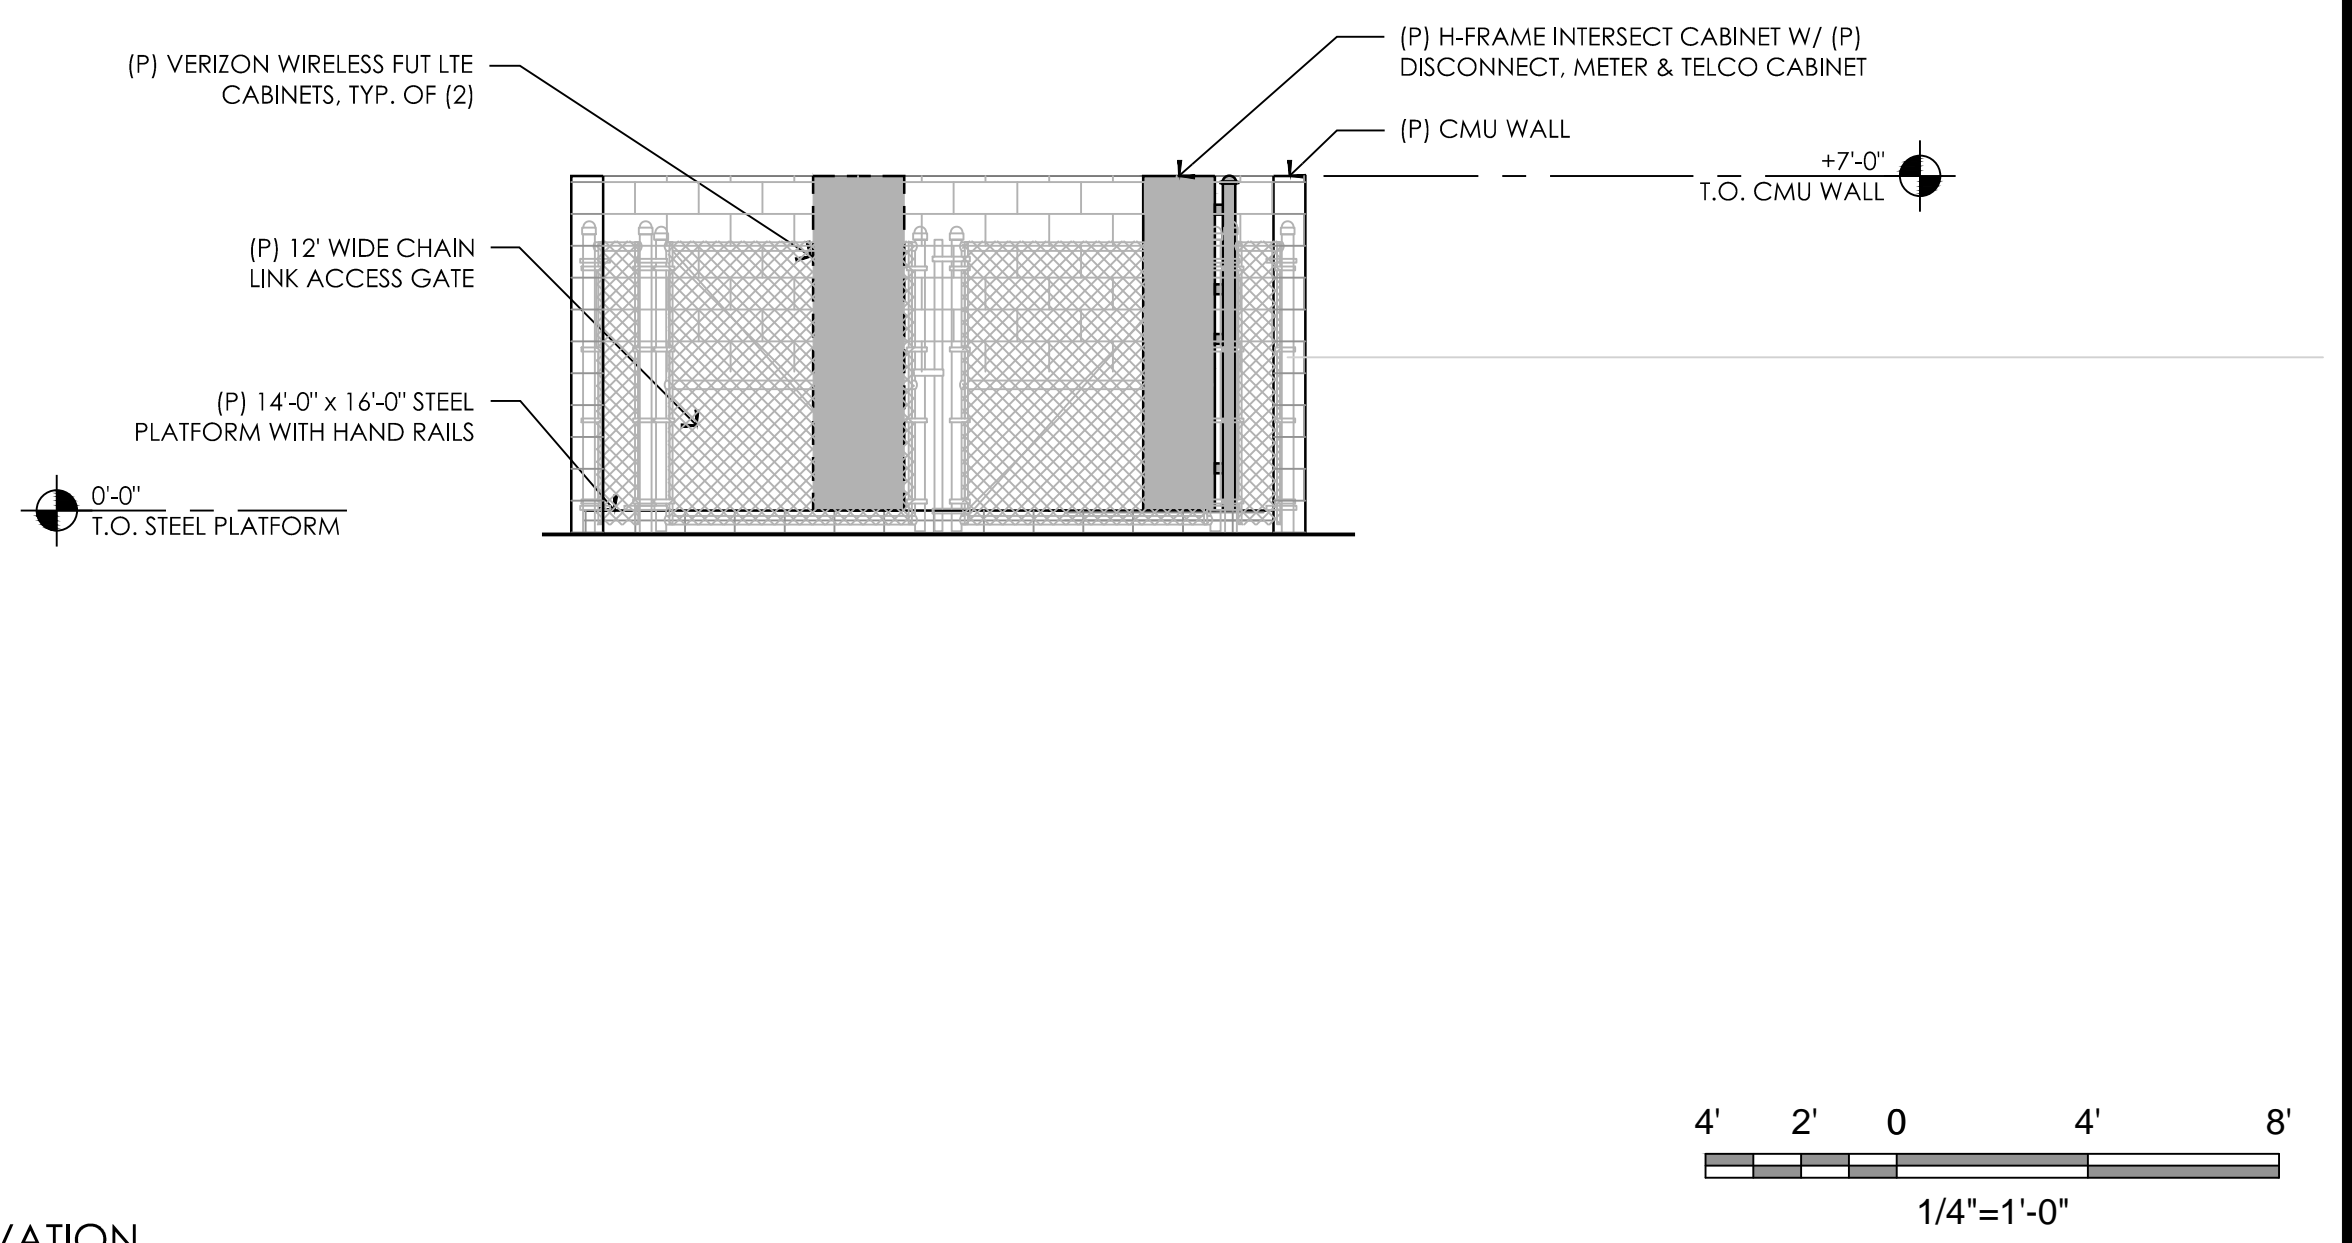 (P) VERIZON WIRELESS FUT LTE
CABINETS, TYP. OF (2)
(P) 12' WIDE CHAIN
LINK ACCESS GATE
(P) 14'-0" x 16'-0" STEEL
PLATFORM WITH HAND RAILS
0'-0"
T.O. STEEL PLATFORM
(P) H-FRAME INTERSECT CABINET W/ (P)
DISCONNECT, METER & TELCO CABINET
(P) CMU WALL
+7'-0"
T.O. CMU WALL
4' 2' 0 4' 8'
1/4"=1'-0"
VATION